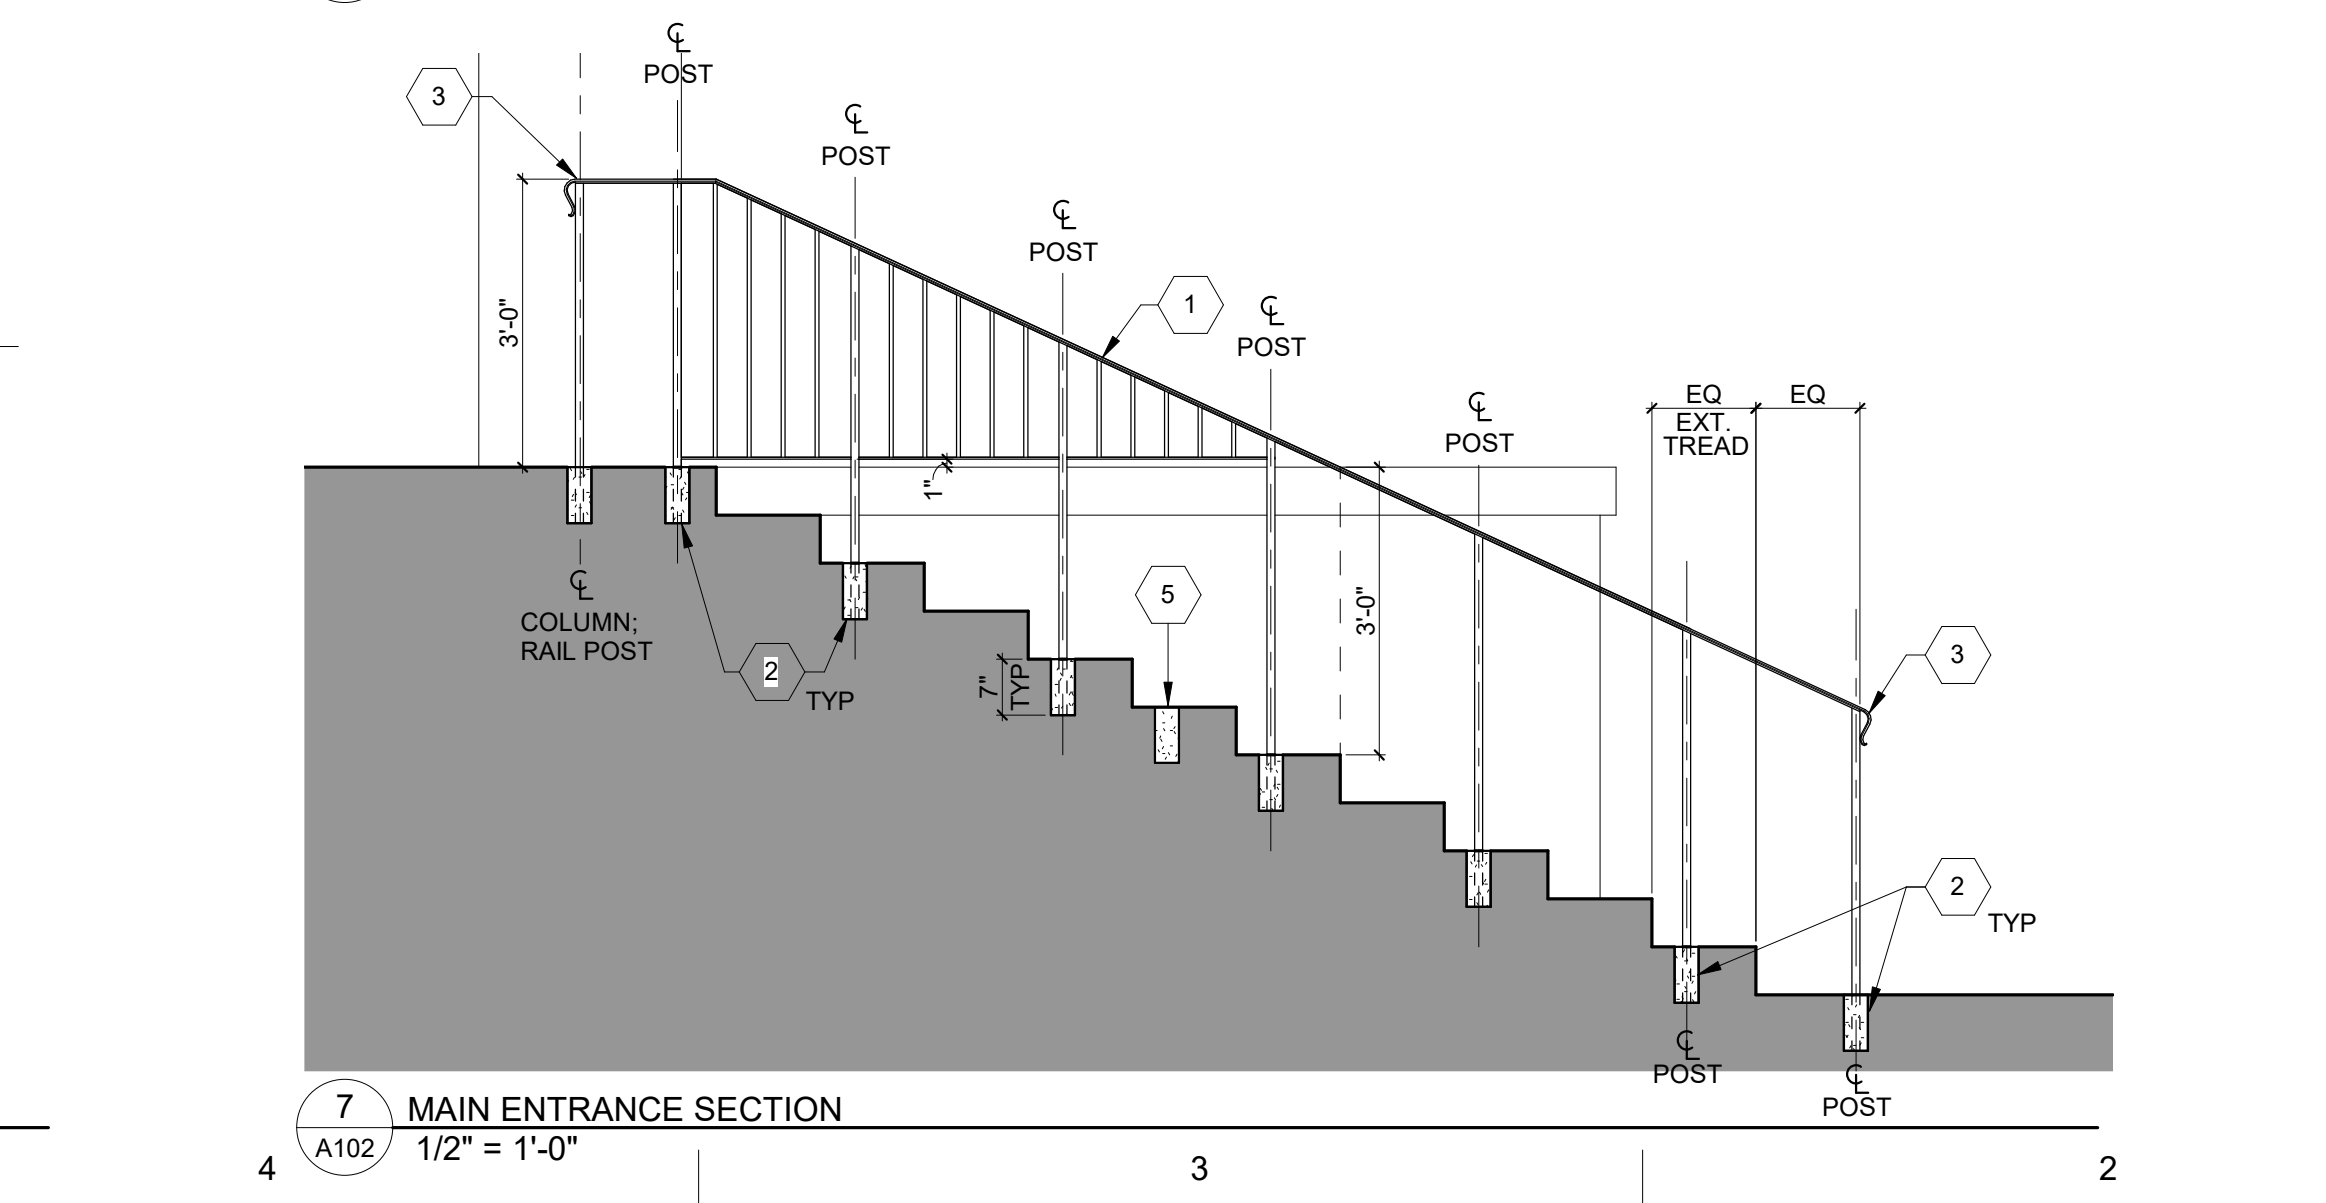 ℄
POST
3
℄
POST
℄
POST
1
℄
POST
3'-0"
EQ
EQ
EXT.
TREAD
℄
POST
1"
℄
COLUMN;
RAIL POST
5
3'-0"
2
TYP
7"
TYP
3
2
TYP
℄
POST
℄
POST
7
MAIN ENTRANCE SECTION
A102
1/2" = 1'-0"
4
3
2